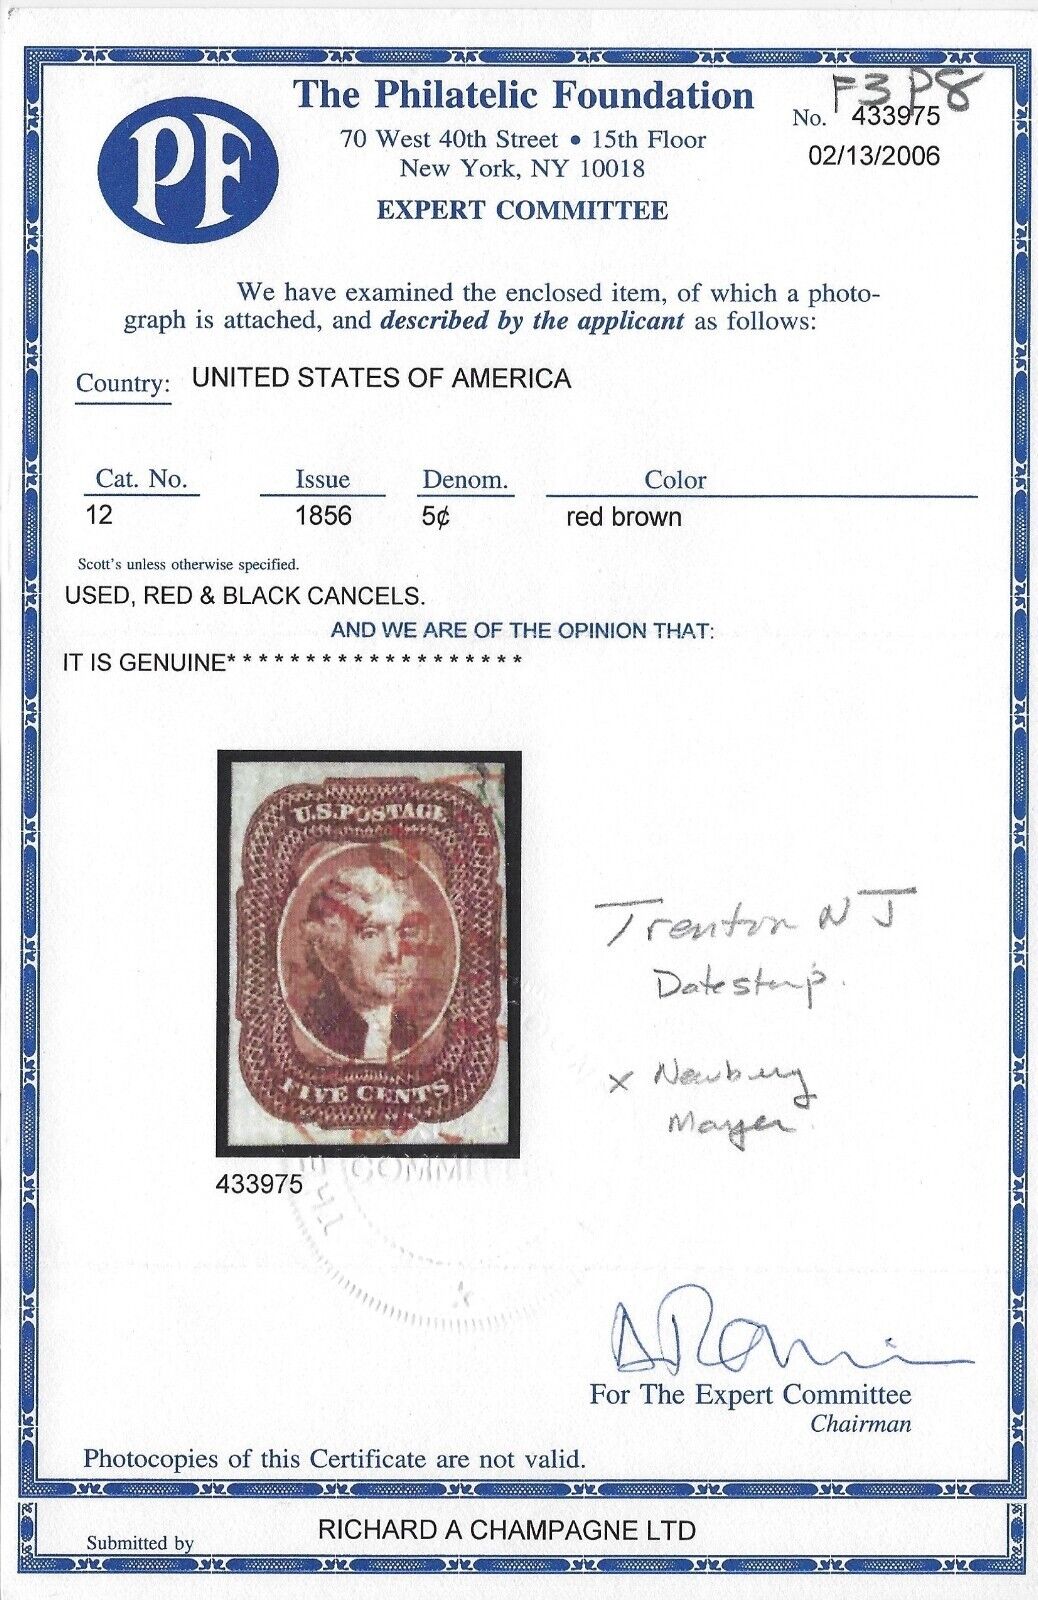 The Philatelic Foundation
70 West 40th Street • 15th Floor
New York, NY 10018
EXPERT COMMITTEE
PF
F3 P8
No. 433975
02/13/2006
We have examined the enclosed item, of which a photo-
graph is attached, and described by the applicant as follows:
Country: UNITED STATES OF AMERICA
Cat. No. Issue Denom. Color
12 1856 5¢ red brown
Scott's unless otherwise specified.
USED, RED & BLACK CANCELS.
AND WE ARE OF THE OPINION THAT:
IT IS GENUINE* * * * * * * * * * * * * * * * * * *
U.S. POSTAGE
FIVE CENTS
Trenton NJ
Datestamp.
x Newbury
Mayer
433975
THE
COMMITTEE
For The Expert Committee
Chairman
Photocopies of this Certificate are not valid.
Submitted by RICHARD A CHAMPAGNE LTD